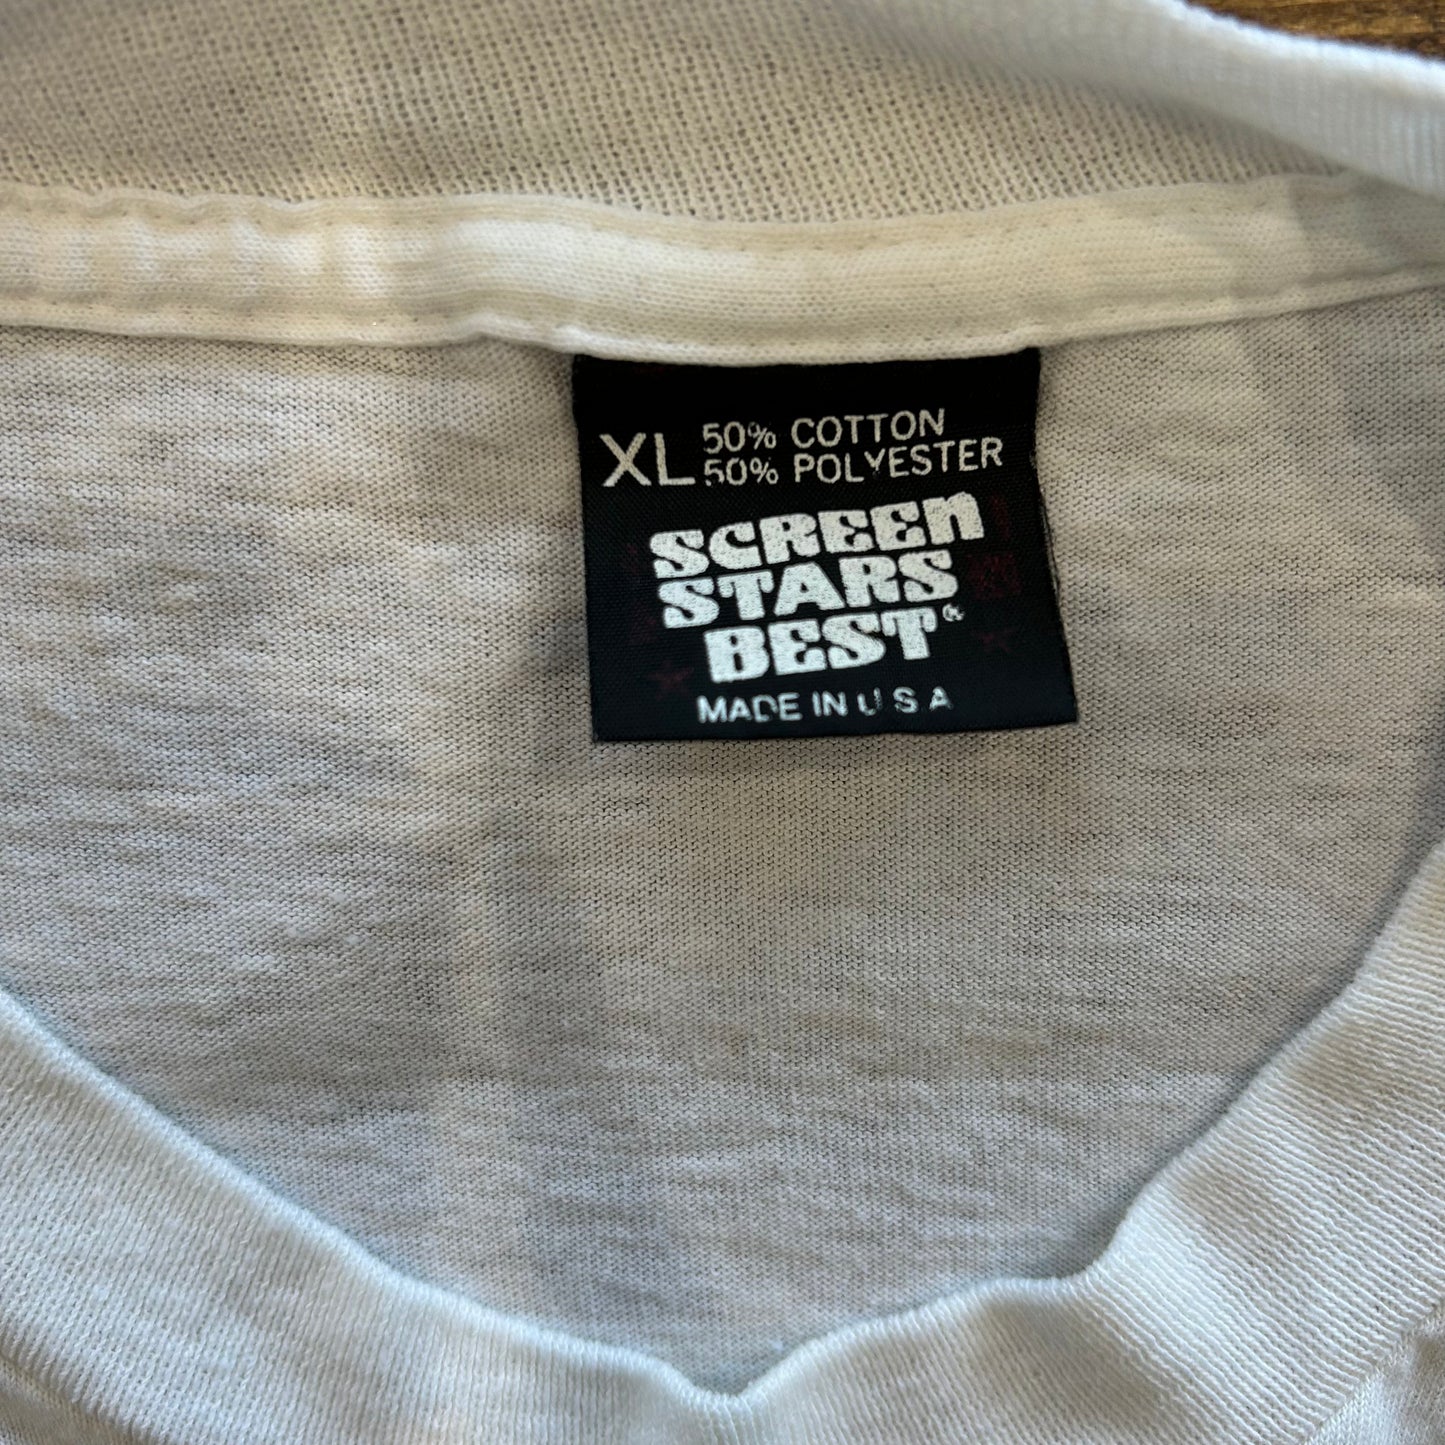 XL 50% COTTON
50% POLYESTER
SCREEN
STARS
BEST®
MADE IN U S A